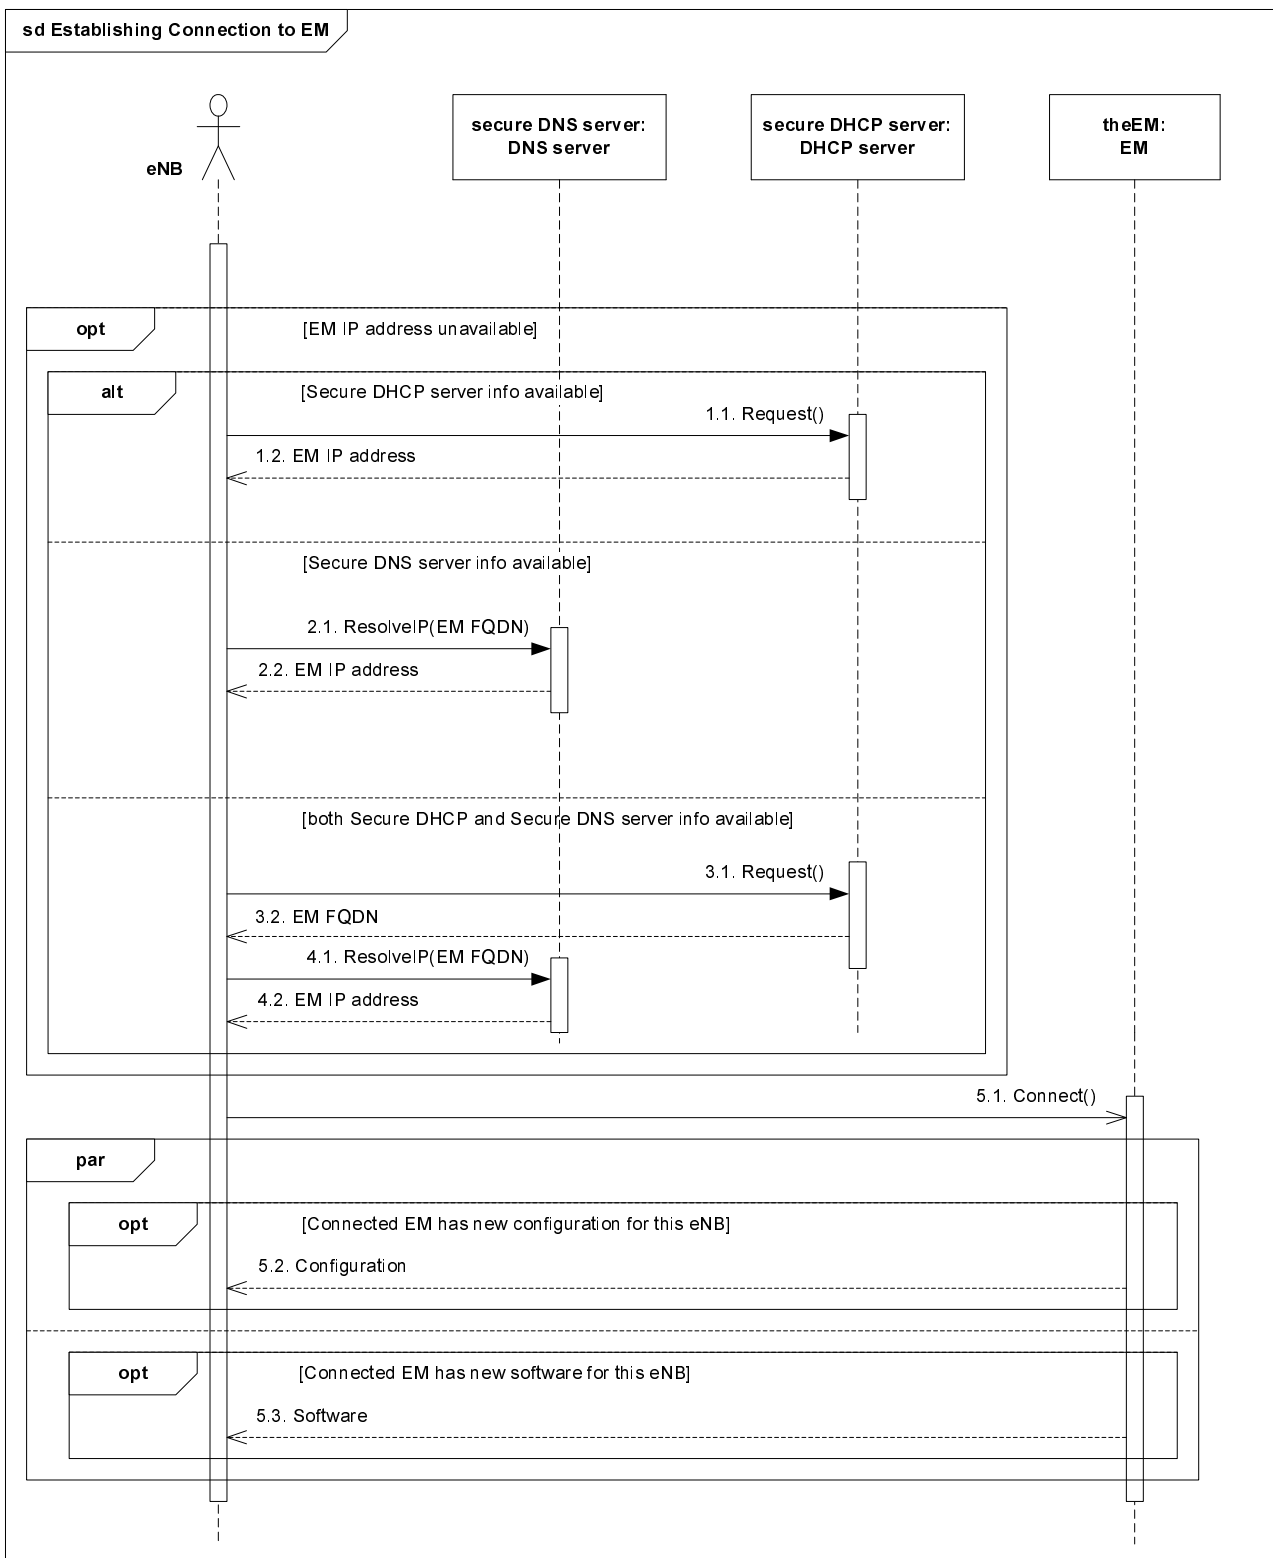 sd Establishing Connection to EM
eNB
secure DNS server:
DNS server
secure DHCP server:
DHCP server
theEM:
EM
opt
[EM IP address unavailable]
alt
[Secure DHCP server info available]
1.1. Request()
1.2. EM IP address
[Secure DNS server info available]
2.1. ResolveIP(EM FQDN)
2.2. EM IP address
[both Secure DHCP and Secure DNS server info available]
3.1. Request()
3.2. EM FQDN
4.1. ResolveIP(EM FQDN)
4.2. EM IP address
5.1. Connect()
par
opt
[Connected EM has new configuration for this eNB]
5.2. Configuration
opt
[Connected EM has new software for this eNB]
5.3. Software